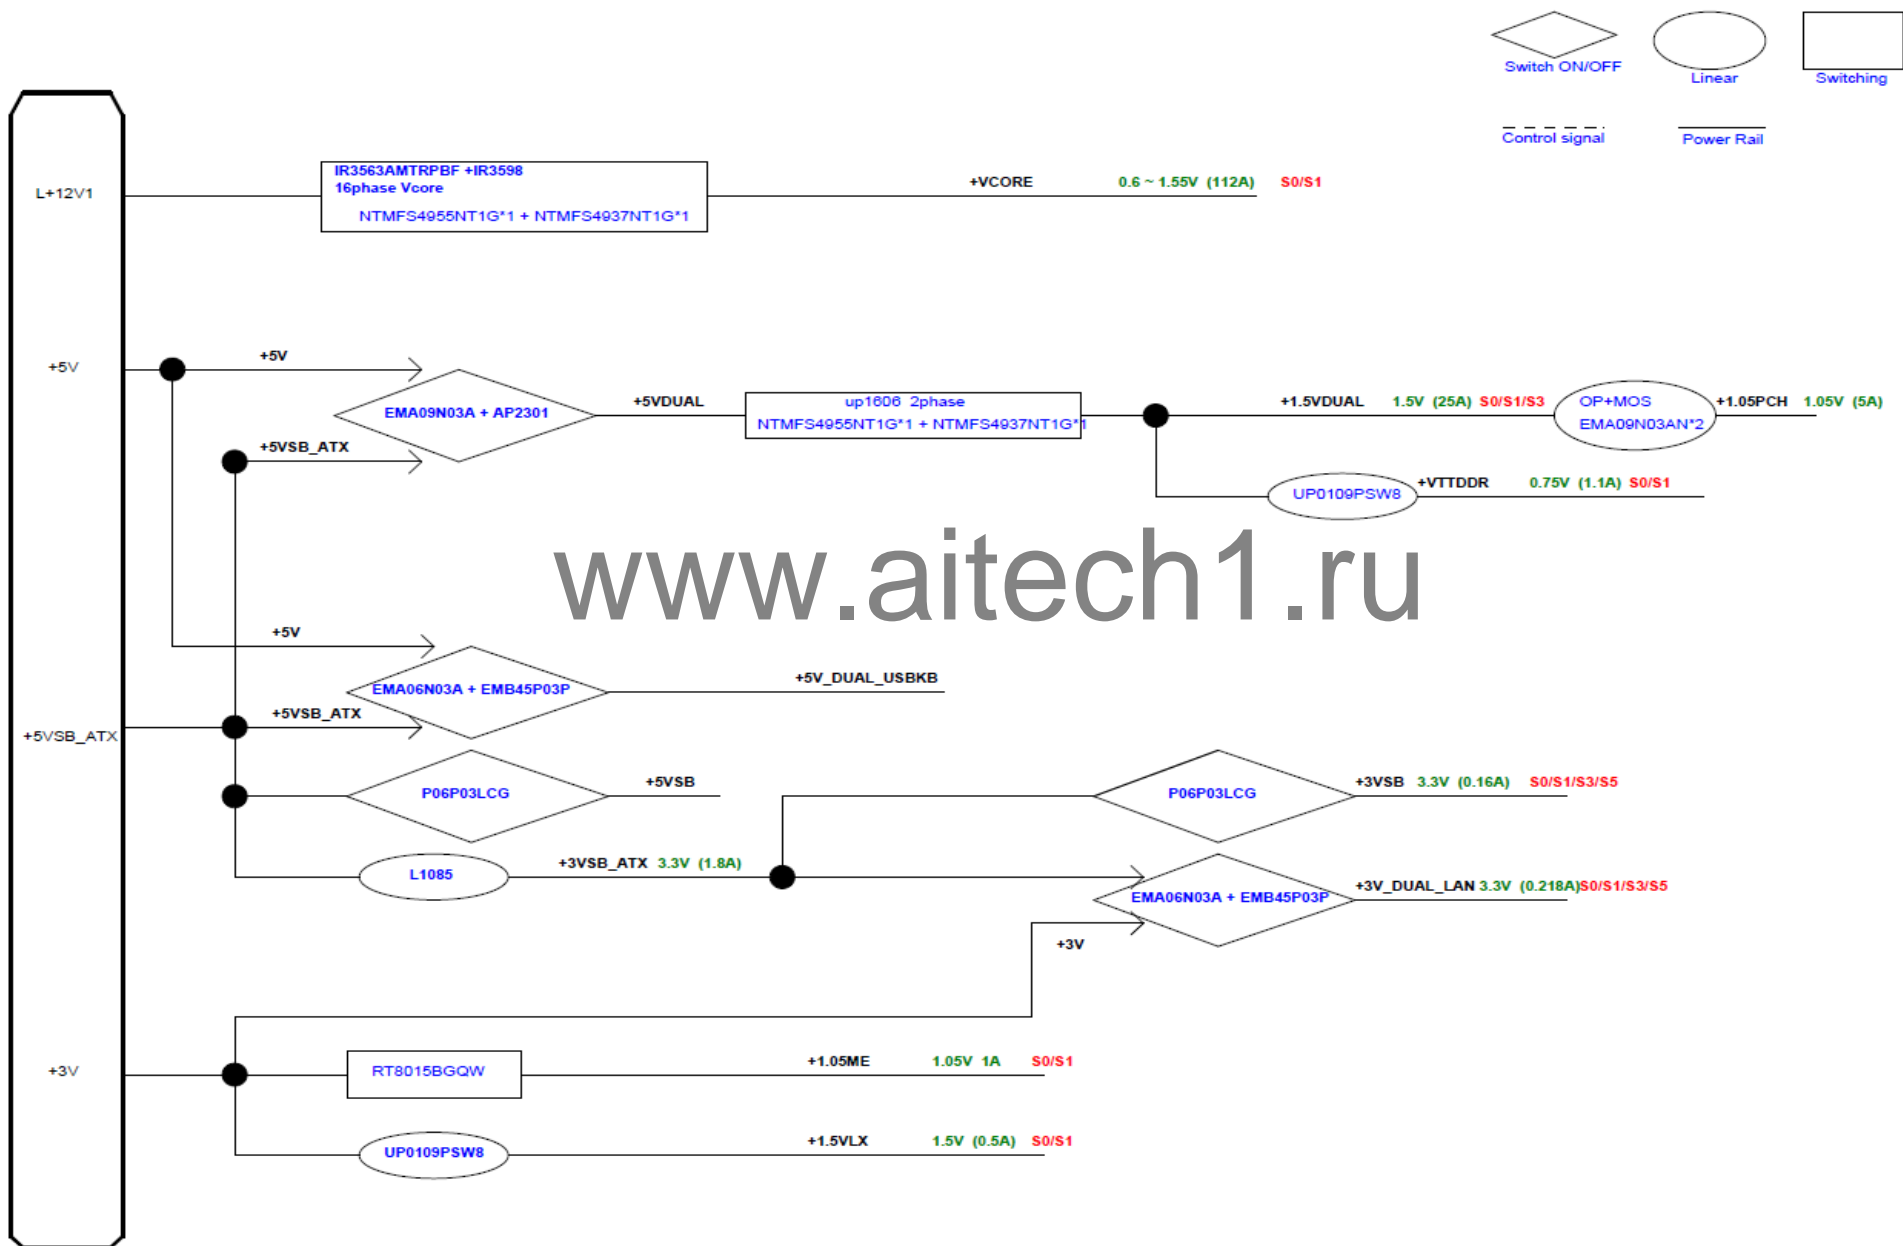 Switch ON/OFF
Linear
Switching
Control signal
Power Rail
L+12V1
IR3563AMTRPBF +IR3598
16phase Vcore
NTMFS4955NT1G*1 + NTMFS4937NT1G*1
+VCORE 0.6 ~ 1.55V (112A) S0/S1
+5V
+5V
EMA09N03A + AP2301
+5VSB_ATX
+5VDUAL
up1606 2phase
NTMFS4955NT1G*1 + NTMFS4937NT1G*1
+1.5VDUAL 1.5V (25A) S0/S1/S3
OP+MOS
EMA09N03AN*2
+1.05PCH 1.05V (5A)
UP0109PSW8
+VTTDDR 0.75V (1.1A) S0/S1
www.aitech1.ru
+5V
EMA06N03A + EMB45P03P
+5V_DUAL_USBKB
+5VSB_ATX
+5VSB_ATX
P06P03LCG
+5VSB
P06P03LCG
+3VSB 3.3V (0.16A) S0/S1/S3/S5
L1085
+3VSB_ATX 3.3V (1.8A)
EMA06N03A + EMB45P03P
+3V_DUAL_LAN 3.3V (0.218A) S0/S1/S3/S5
+3V
+3V
RT8015BGQW
+1.05ME 1.05V 1A S0/S1
UP0109PSW8
+1.5VLX 1.5V (0.5A) S0/S1